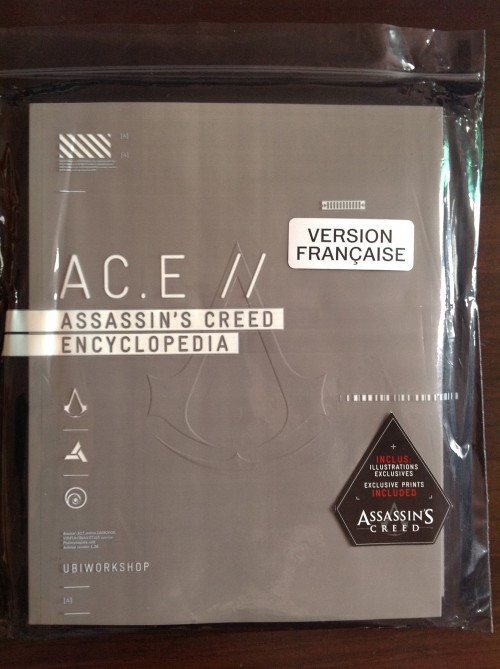 VERSION
FRANÇAISE
AC.E //
ASSASSIN'S CREED
ENCYCLOPEDIA
+
INCLUS:
ILLUSTRATIONS
EXCLUSIVES
EXCLUSIVE PRINTS
INCLUDED
ASSASSIN'S
CREED
UBIWORKSHOP